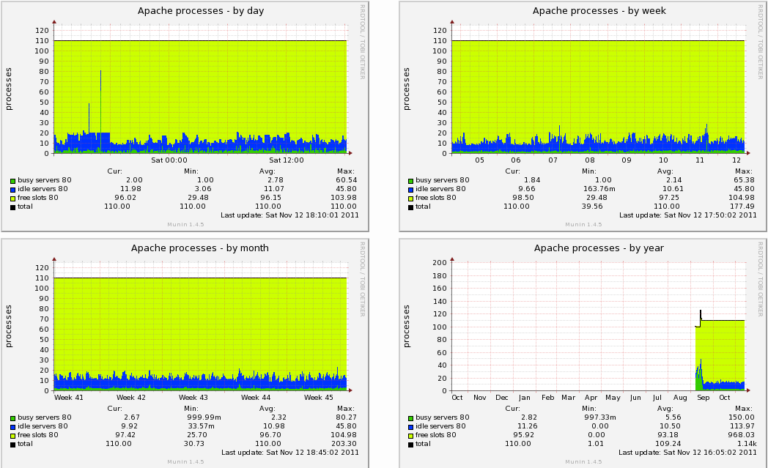 Apache processes - by day
RRDTOOL / TOBI OETIKER
processes
120
110
100
90
80
70
60
50
40
30
20
10
0
Sat 00:00 Sat 12:00
Cur: Min: Avg: Max:
busy servers 80 2.00 1.00 2.78 60.54
idle servers 80 11.98 3.06 11.07 45.80
free slots 80 96.02 29.48 96.15 103.98
total 110.00 110.00 110.00 110.00
Last update: Sat Nov 12 18:10:01 2011
Munin 1.4.5
Apache processes - by week
RRDTOOL / TOBI OETIKER
processes
120
110
100
90
80
70
60
50
40
30
20
10
0
05 06 07 08 09 10 11 12
Cur: Min: Avg: Max:
busy servers 80 1.84 1.00 2.14 65.38
idle servers 80 9.66 163.76m 10.61 45.80
free slots 80 98.50 29.48 97.25 104.98
total 110.00 39.56 110.00 177.49
Last update: Sat Nov 12 17:50:02 2011
Munin 1.4.5
Apache processes - by month
RRDTOOL / TOBI OETIKER
processes
120
110
100
90
80
70
60
50
40
30
20
10
0
Week 41 Week 42 Week 43 Week 44 Week 45
Cur: Min: Avg: Max:
busy servers 80 2.67 999.99m 2.32 80.27
idle servers 80 9.92 33.57m 10.98 45.80
free slots 80 97.42 25.70 96.70 104.98
total 110.00 30.73 110.00 203.30
Last update: Sat Nov 12 18:45:02 2011
Munin 1.4.5
Apache processes - by year
RRDTOOL / TOBI OETIKER
processes
200
180
160
140
120
100
80
60
40
20
0
Oct Nov Dec Jan Feb Mar Apr May Jun Jul Aug Sep Oct
Cur: Min: Avg: Max:
busy servers 80 2.82 997.33m 5.56 150.00
idle servers 80 11.26 0.00 10.50 113.97
free slots 80 95.92 0.00 93.18 968.03
total 110.00 1.01 109.24 1.14k
Last update: Sat Nov 12 16:05:02 2011
Munin 1.4.5